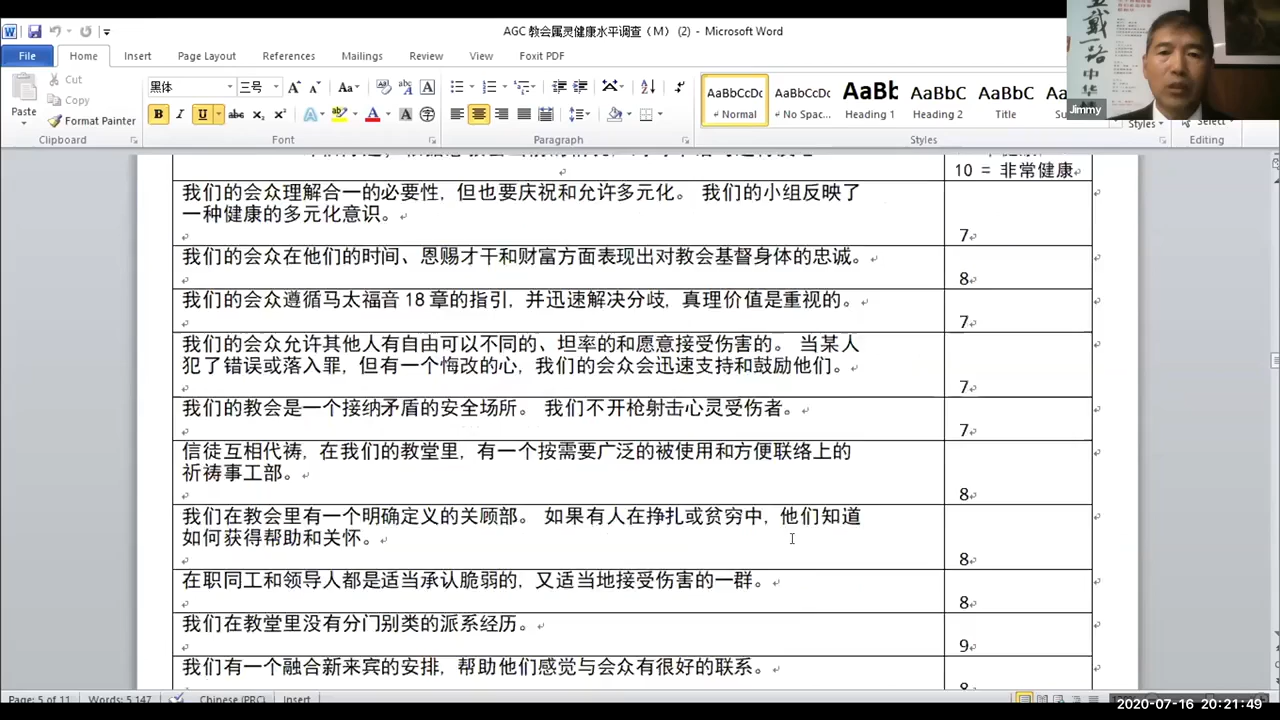 AGC 教会属灵健康水平调查（M） (2) - Microsoft Word
File Home Insert Page Layout References Mailings Review View Foxit PDF
Cut
Copy
Format Painter
Paste
黑体 三号
AaBbCcDc AaBbCcDc AaBb AaBbC AaBbC AaB
Normal No Spac... Heading 1 Heading 2 Title Su
Styles
Select
Clipboard Font Paragraph Styles Editing
Jimmy
戴一路中华
10 = 非常健康
我们的会众理解合一的必要性，但也要庆祝和允许多元化。 我们的小组反映了
一种健康的多元化意识。
7
我们的会众在他们的时间、恩赐才干和财富方面表现出对教会基督身体的忠诚。
8
我们的会众遵循马太福音 18 章的指引，并迅速解决分歧，真理价值是重视的。
7
我们的会众允许其他人有自由可以不同的、坦率的和愿意接受伤害的。 当某人
犯了错误或落入罪，但有一个悔改的心，我们的会众会迅速支持和鼓励他们。
7
我们的教会是一个接纳矛盾的安全场所。 我们不开枪射击心灵受伤者。
7
信徒互相代祷，在我们的教堂里，有一个按需要广泛的被使用和方便联络上的
祈祷事工部。
8
我们在教会里有一个明确定义的关顾部。 如果有人在挣扎或贫穷中，他们知道
如何获得帮助和关怀。
8
在职同工和领导人都是适当承认脆弱的，又适当地接受伤害的一群。
8
我们在教堂里没有分门别类的派系经历。
9
我们有一个融合新来宾的安排，帮助他们感觉与会众有很好的联系。
Page: 5 of 11 Words: 5,147 Chinese (PRC) Insert
2020-07-16 20:21:49